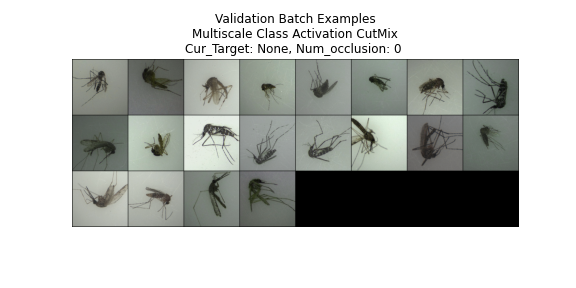 Validation Batch Examples
Multiscale Class Activation CutMix
Cur_Target: None, Num_occlusion: 0